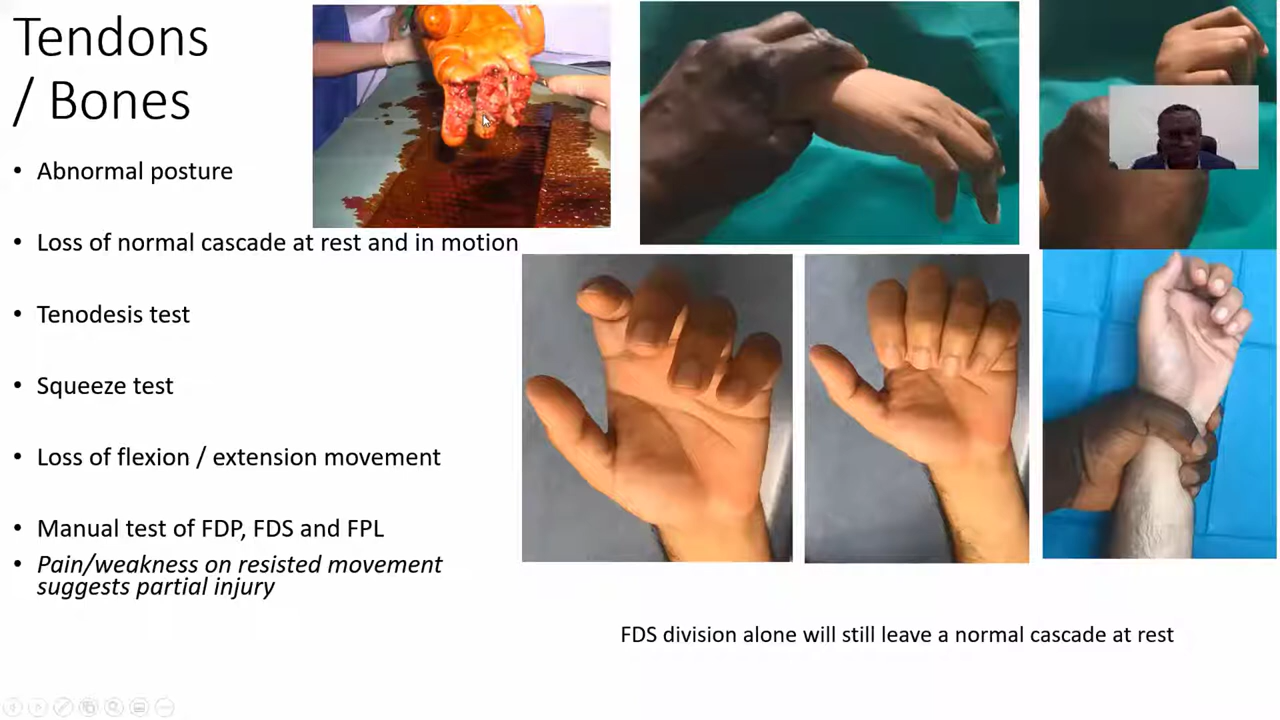 Tendons
/ Bones
• Abnormal posture
• Loss of normal cascade at rest and in motion
• Tenodesis test
• Squeeze test
• Loss of flexion / extension movement
• Manual test of FDP, FDS and FPL
• Pain/weakness on resisted movement
suggests partial injury
FDS division alone will still leave a normal cascade at rest